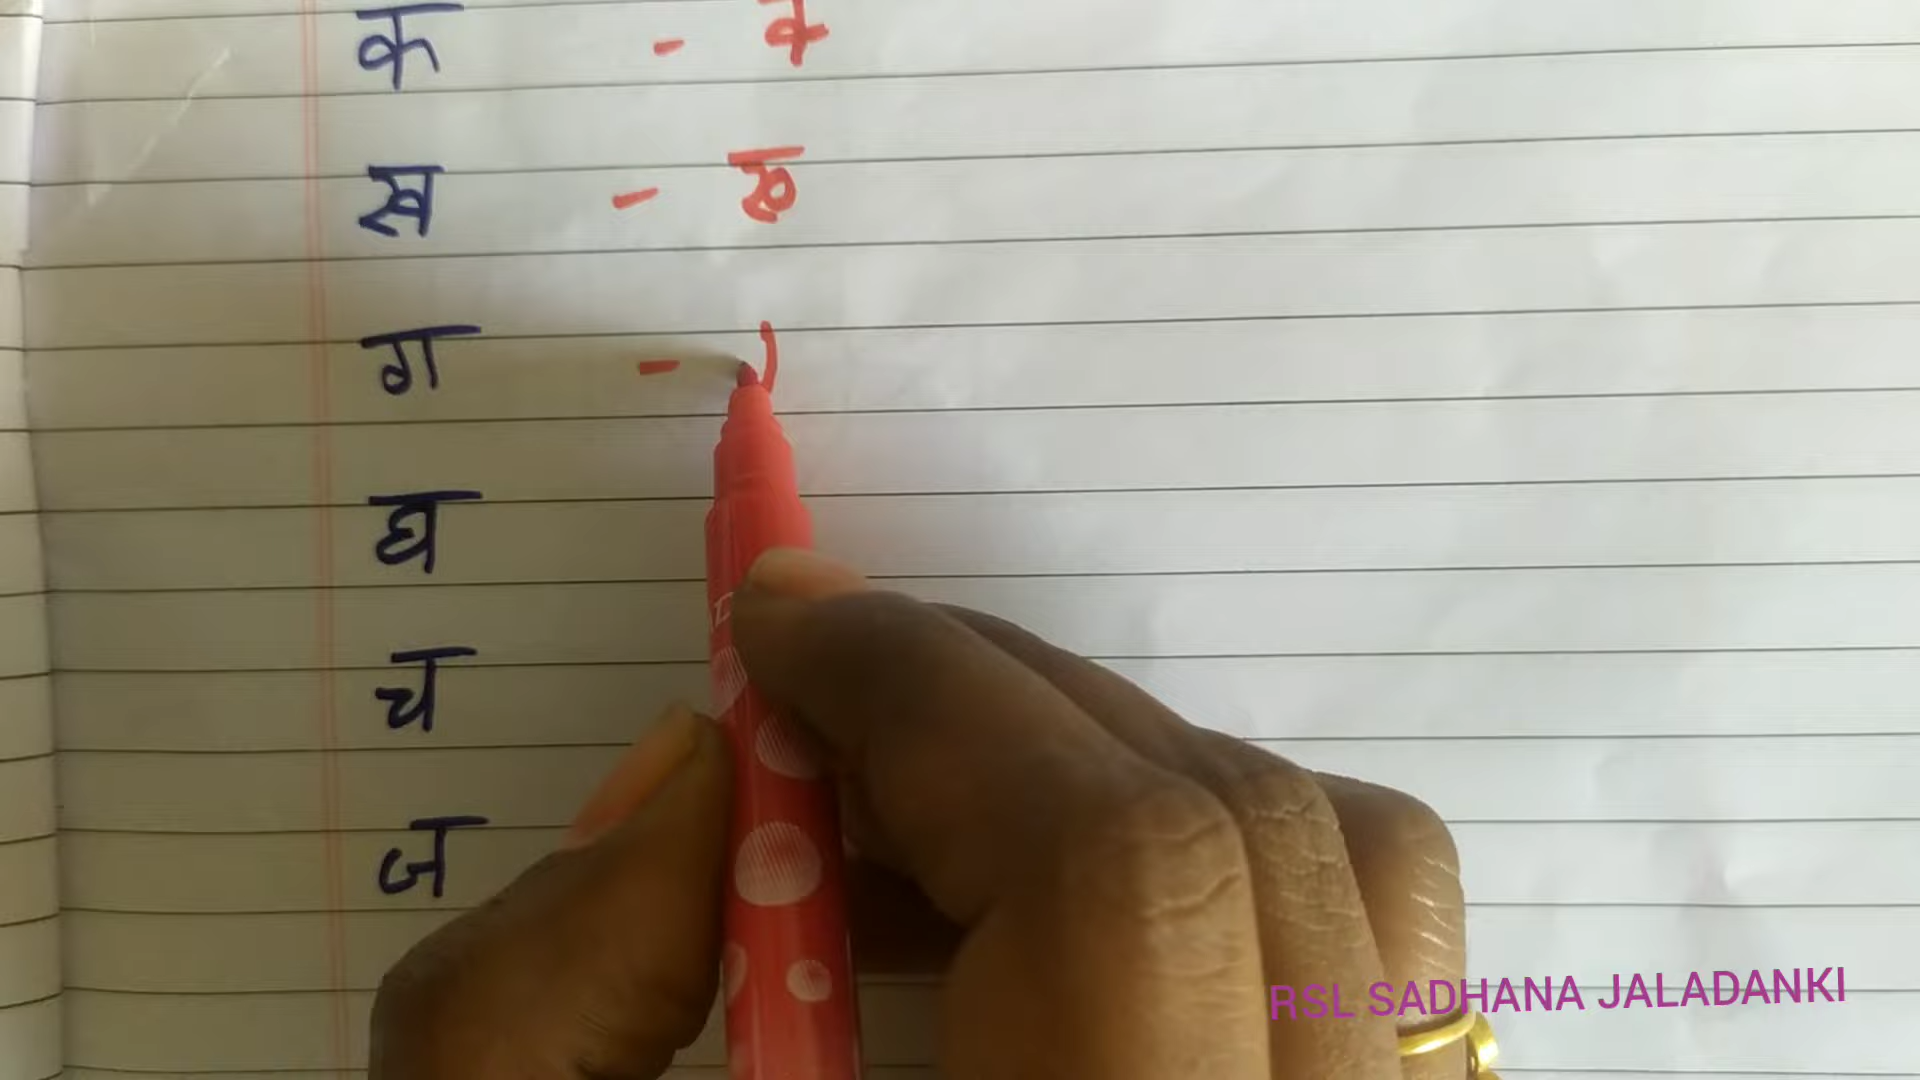 क - क्
ख - ख्
ग -
घ
च
ज
RSL SADHANA JALADANKI